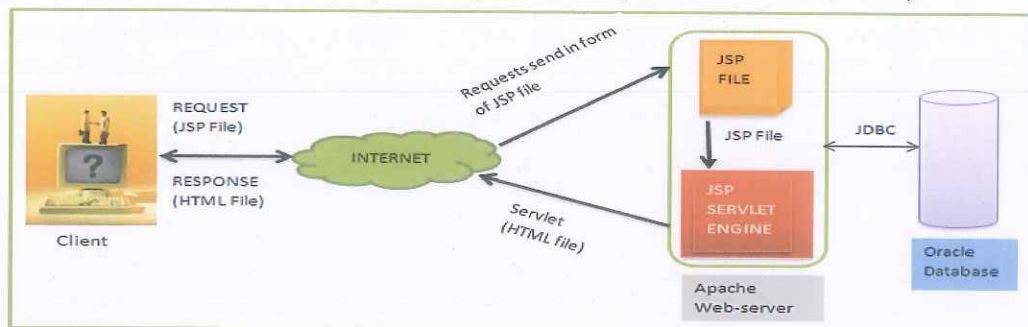 REQUEST
(JSP File)
RESPONSE
(HTML File)
Client
?
INTERNET
Requests send in form
of JSP file
Servlet
(HTML file)
JSP
FILE
JSP File
JSP
SERVLET
ENGINE
Apache
Web-server
JDBC
Oracle
Database